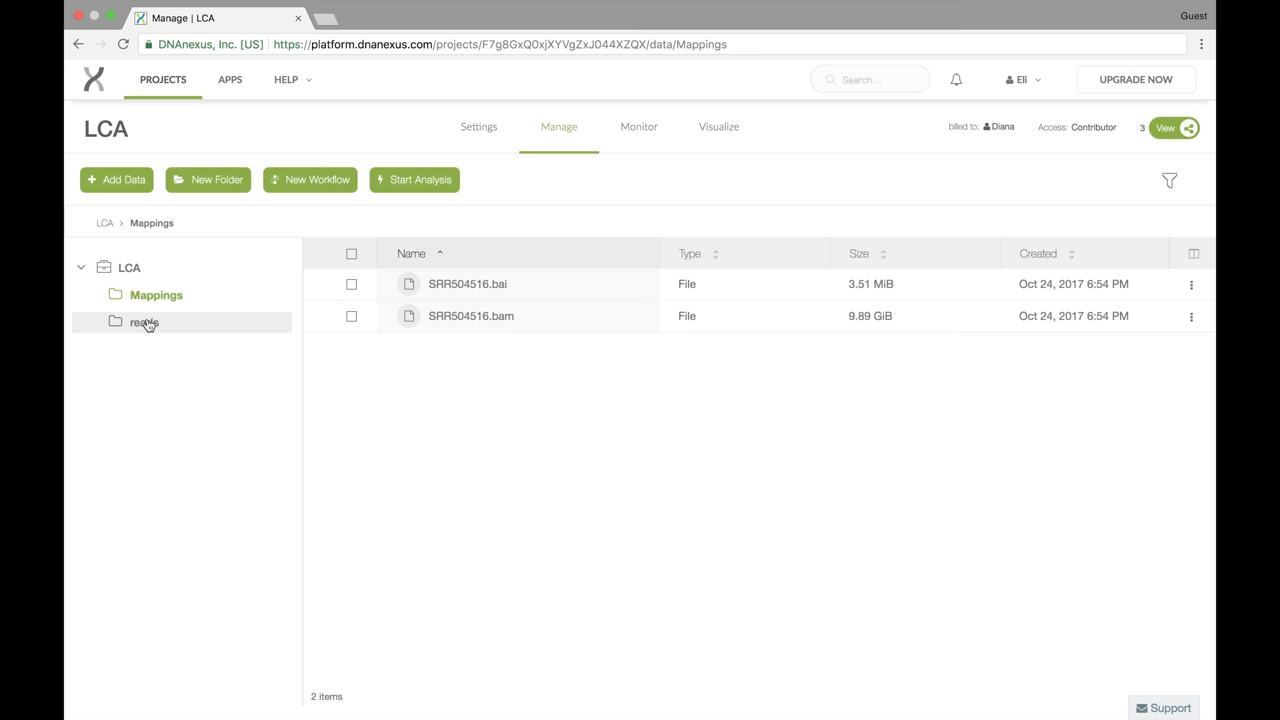 Manage | LCA
Guest
DNAnexus, Inc. [US]
https://platform.dnanexus.com/projects/F7g8GxQ0xjXYVgZxJ044XZQX/data/Mappings
PROJECTS
APPS
HELP
Search...
Eli
UPGRADE NOW
LCA
Settings
Manage
Monitor
Visualize
billed to: Diana
Access: Contributor
3
View
Add Data
New Folder
New Workflow
Start Analysis
LCA > Mappings
LCA
Mappings
reads
Name
Type
Size
Created
SRR504516.bai
File
3.51 MiB
Oct 24, 2017 6:54 PM
SRR504516.bam
File
9.89 GiB
Oct 24, 2017 6:54 PM
2 items
Support